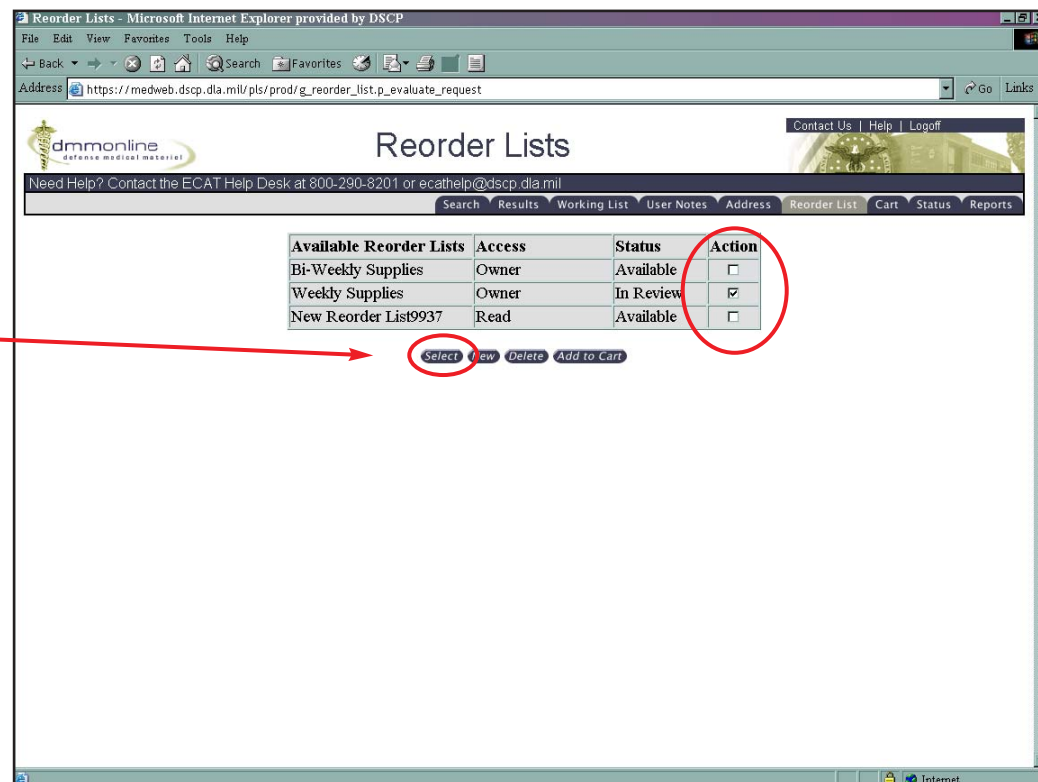 Reorder Lists - Microsoft Internet Explorer provided by DSCP
File Edit View Favorites Tools Help
Back Search Favorites
Address https://medweb.dscp.dla.mil/pls/prod/g_reorder_list.p_evaluate_request Go Links
Contact Us | Help | Logoff
dmmonline
defense medical materiel
Reorder Lists
Need Help? Contact the ECAT Help Desk at 800-290-8201 or ecathelp@dscp.dla.mil
Search Results Working List User Notes Address Reorder List Cart Status Reports
Available Reorder Lists Access Status Action
Bi-Weekly Supplies Owner Available
Weekly Supplies Owner In Review
New Reorder List9937 Read Available
Select New Delete Add to Cart
Internet